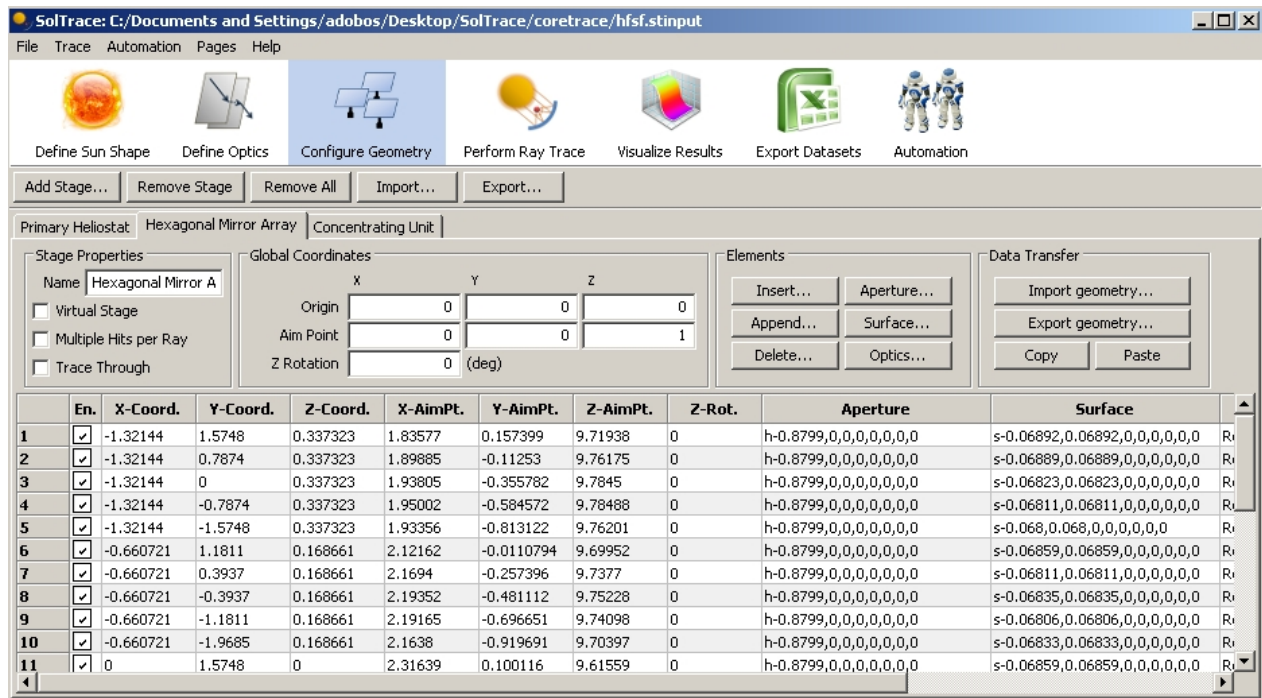 SolTrace: C:/Documents and Settings/adobos/Desktop/SolTrace/coretrace/hfsf.stinput
File Trace Automation Pages Help
Define Sun Shape Define Optics Configure Geometry Perform Ray Trace Visualize Results Export Datasets Automation
Add Stage... Remove Stage Remove All Import... Export...
Primary Heliostat Hexagonal Mirror Array Concentrating Unit
Stage Properties Global Coordinates Elements Data Transfer
Name Hexagonal Mirror A X Y Z Insert... Aperture... Import geometry...
Virtual Stage Origin 0 0 0
Multiple Hits per Ray Aim Point 0 0 1 Append... Surface... Export geometry...
Trace Through Z Rotation 0 (deg) Delete... Optics... Copy Paste
En. X-Coord. Y-Coord. Z-Coord. X-AimPt. Y-AimPt. Z-AimPt. Z-Rot. Aperture Surface
1 -1.32144 1.5748 0.337323 1.83577 0.157399 9.71938 0 h-0.8799,0,0,0,0,0,0,0 s-0.06892,0.06892,0,0,0,0,0,0
2 -1.32144 0.7874 0.337323 1.89885 -0.11253 9.76175 0 h-0.8799,0,0,0,0,0,0,0 s-0.06889,0.06889,0,0,0,0,0,0
3 -1.32144 0 0.337323 1.93805 -0.355782 9.7845 0 h-0.8799,0,0,0,0,0,0,0 s-0.06823,0.06823,0,0,0,0,0,0
4 -1.32144 -0.7874 0.337323 1.95002 -0.584572 9.78488 0 h-0.8799,0,0,0,0,0,0,0 s-0.06811,0.06811,0,0,0,0,0,0
5 -1.32144 -1.5748 0.337323 1.93356 -0.813122 9.76201 0 h-0.8799,0,0,0,0,0,0,0 s-0.068,0.068,0,0,0,0,0,0
6 -0.660721 1.1811 0.168661 2.12162 -0.0110794 9.69952 0 h-0.8799,0,0,0,0,0,0,0 s-0.06859,0.06859,0,0,0,0,0,0
7 -0.660721 0.3937 0.168661 2.1694 -0.257396 9.7377 0 h-0.8799,0,0,0,0,0,0,0 s-0.06811,0.06811,0,0,0,0,0,0
8 -0.660721 -0.3937 0.168661 2.19352 -0.481112 9.75228 0 h-0.8799,0,0,0,0,0,0,0 s-0.06835,0.06835,0,0,0,0,0,0
9 -0.660721 -1.1811 0.168661 2.19165 -0.696651 9.74098 0 h-0.8799,0,0,0,0,0,0,0 s-0.06806,0.06806,0,0,0,0,0,0
10 -0.660721 -1.9685 0.168661 2.1638 -0.919691 9.70397 0 h-0.8799,0,0,0,0,0,0,0 s-0.06833,0.06833,0,0,0,0,0,0
11 0 1.5748 0 2.31639 0.100116 9.61559 0 h-0.8799,0,0,0,0,0,0,0 s-0.06859,0.06859,0,0,0,0,0,0